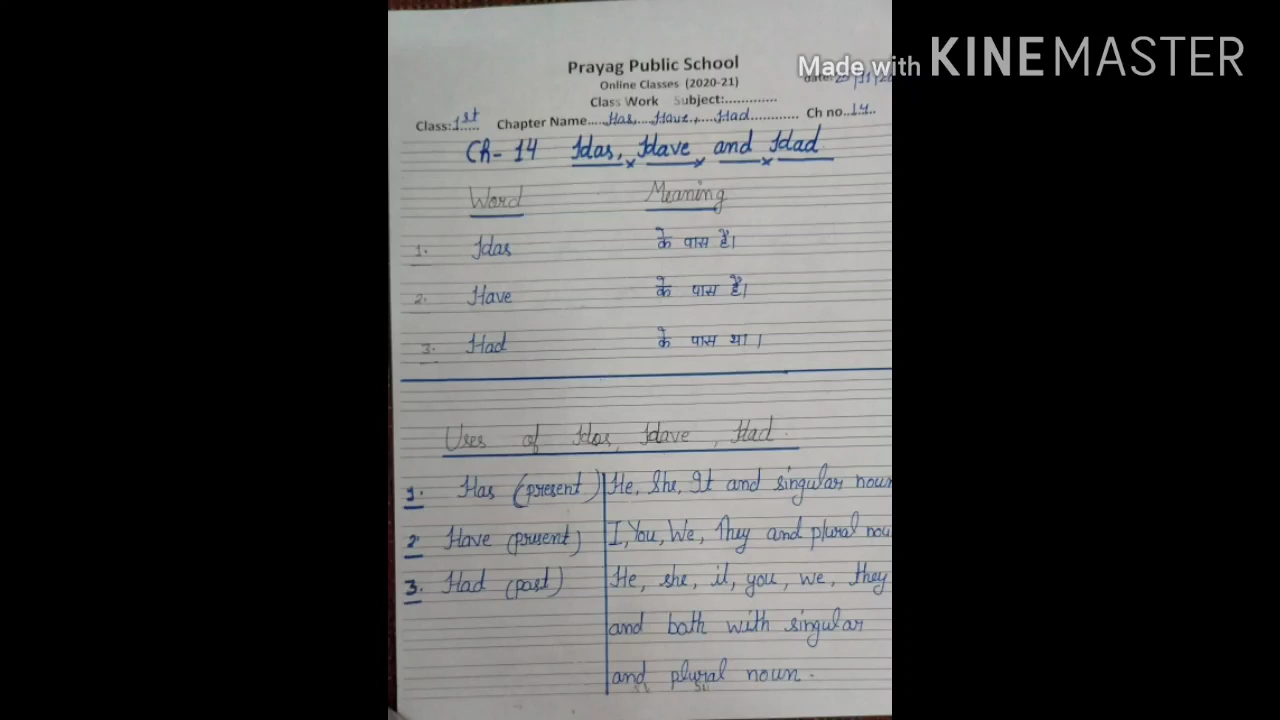 Made with KINEMASTER
Prayag Public School
Online Classes (2020-21)
Class Work Subject:.............
Class:1st..... Chapter Name....Has,...Have,...Had............ Ch no..14..
Ch- 14 Has, Have and Had
Word Meaning
1. Has के पास है।
2. Have के पास है।
3. Had के पास था।
Uses of Has, Have, Had.
1. Has (present) He, She, It and singular noun
2. Have (present) I, You, We, They and plural nou
3. Had (past) He, she, it, you, we, they
and both with singular
and plural noun.